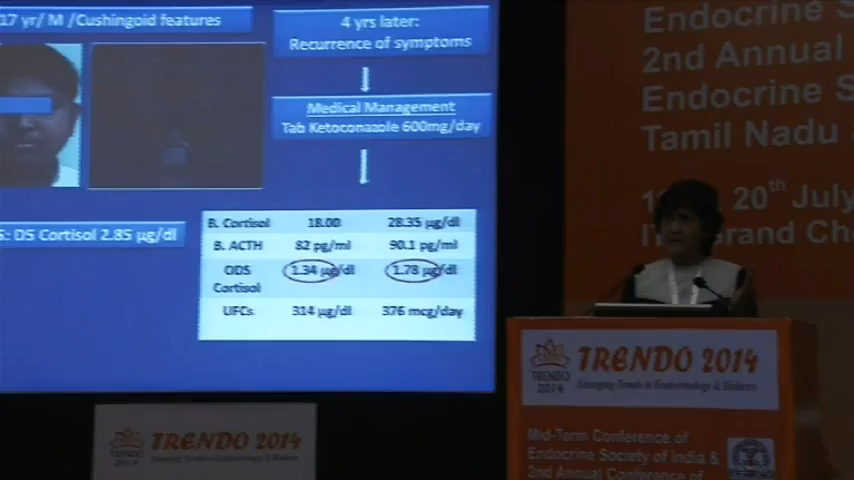 17 yr/ M /Cushingoid features
4 yrs later:
Recurrence of symptoms
Medical Management
Tab Ketoconazole 600mg/day
DS Cortisol 2.85 µg/dl
B. Cortisol 18.00 28.35 µg/dl
B. ACTH 82 pg/ml 90.1 pg/ml
ODS Cortisol 1.34 µg/dl 1.78 µg/dl
UFCs 314 µg/dl 376 mcg/day
Endocrine S
2nd Annual
Endocrine S
Tamil Nadu
20th July
Grand Che
TRENDO 2014
Emerging Trends in Endocrinology & Diabetes
TRENDO
2014
Mid-Term Conference of
Endocrine Society of India &
2nd Annual Conference of
TRENDO 2014
TRENDO
2014